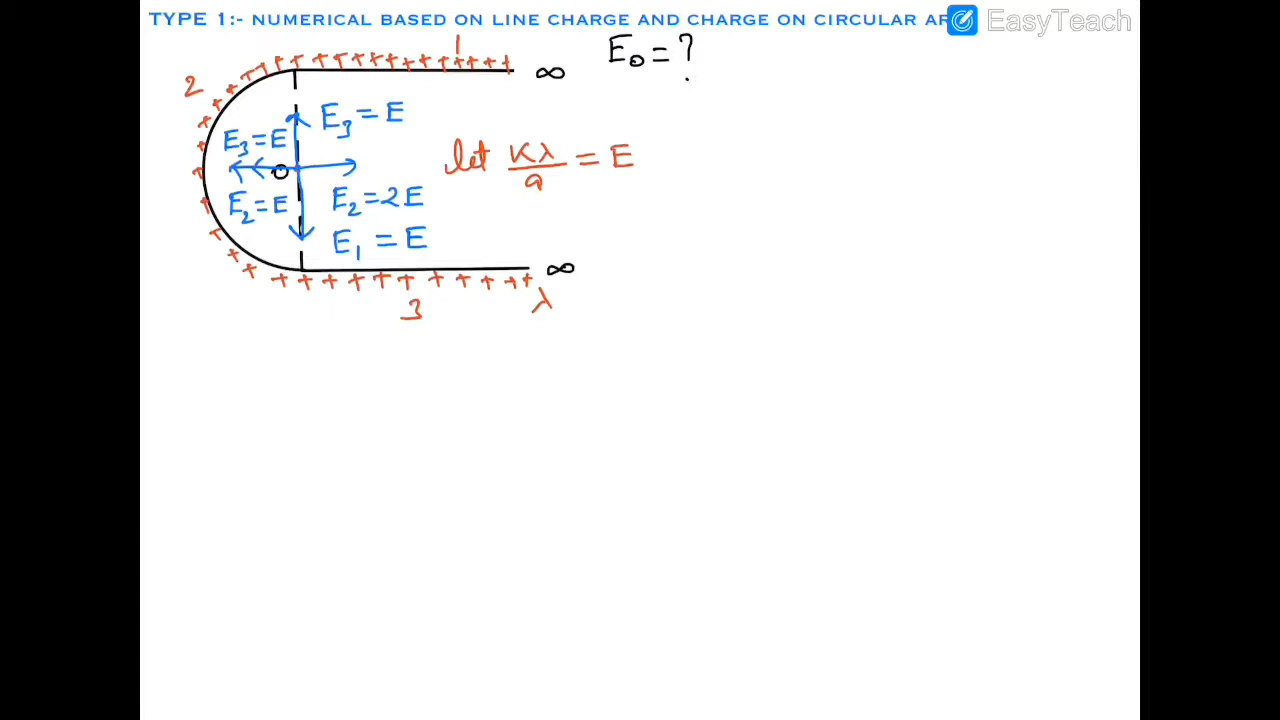 TYPE 1:- NUMERICAL BASED ON LINE CHARGE AND CHARGE ON CIRCULAR AR
EasyTeach
1
E₀ = ?
∞
2
E₃ = E
E₃ = E
let Kλ/a = E
O
E₂ = E
E₂ = 2E
E₁ = E
∞
3
λ